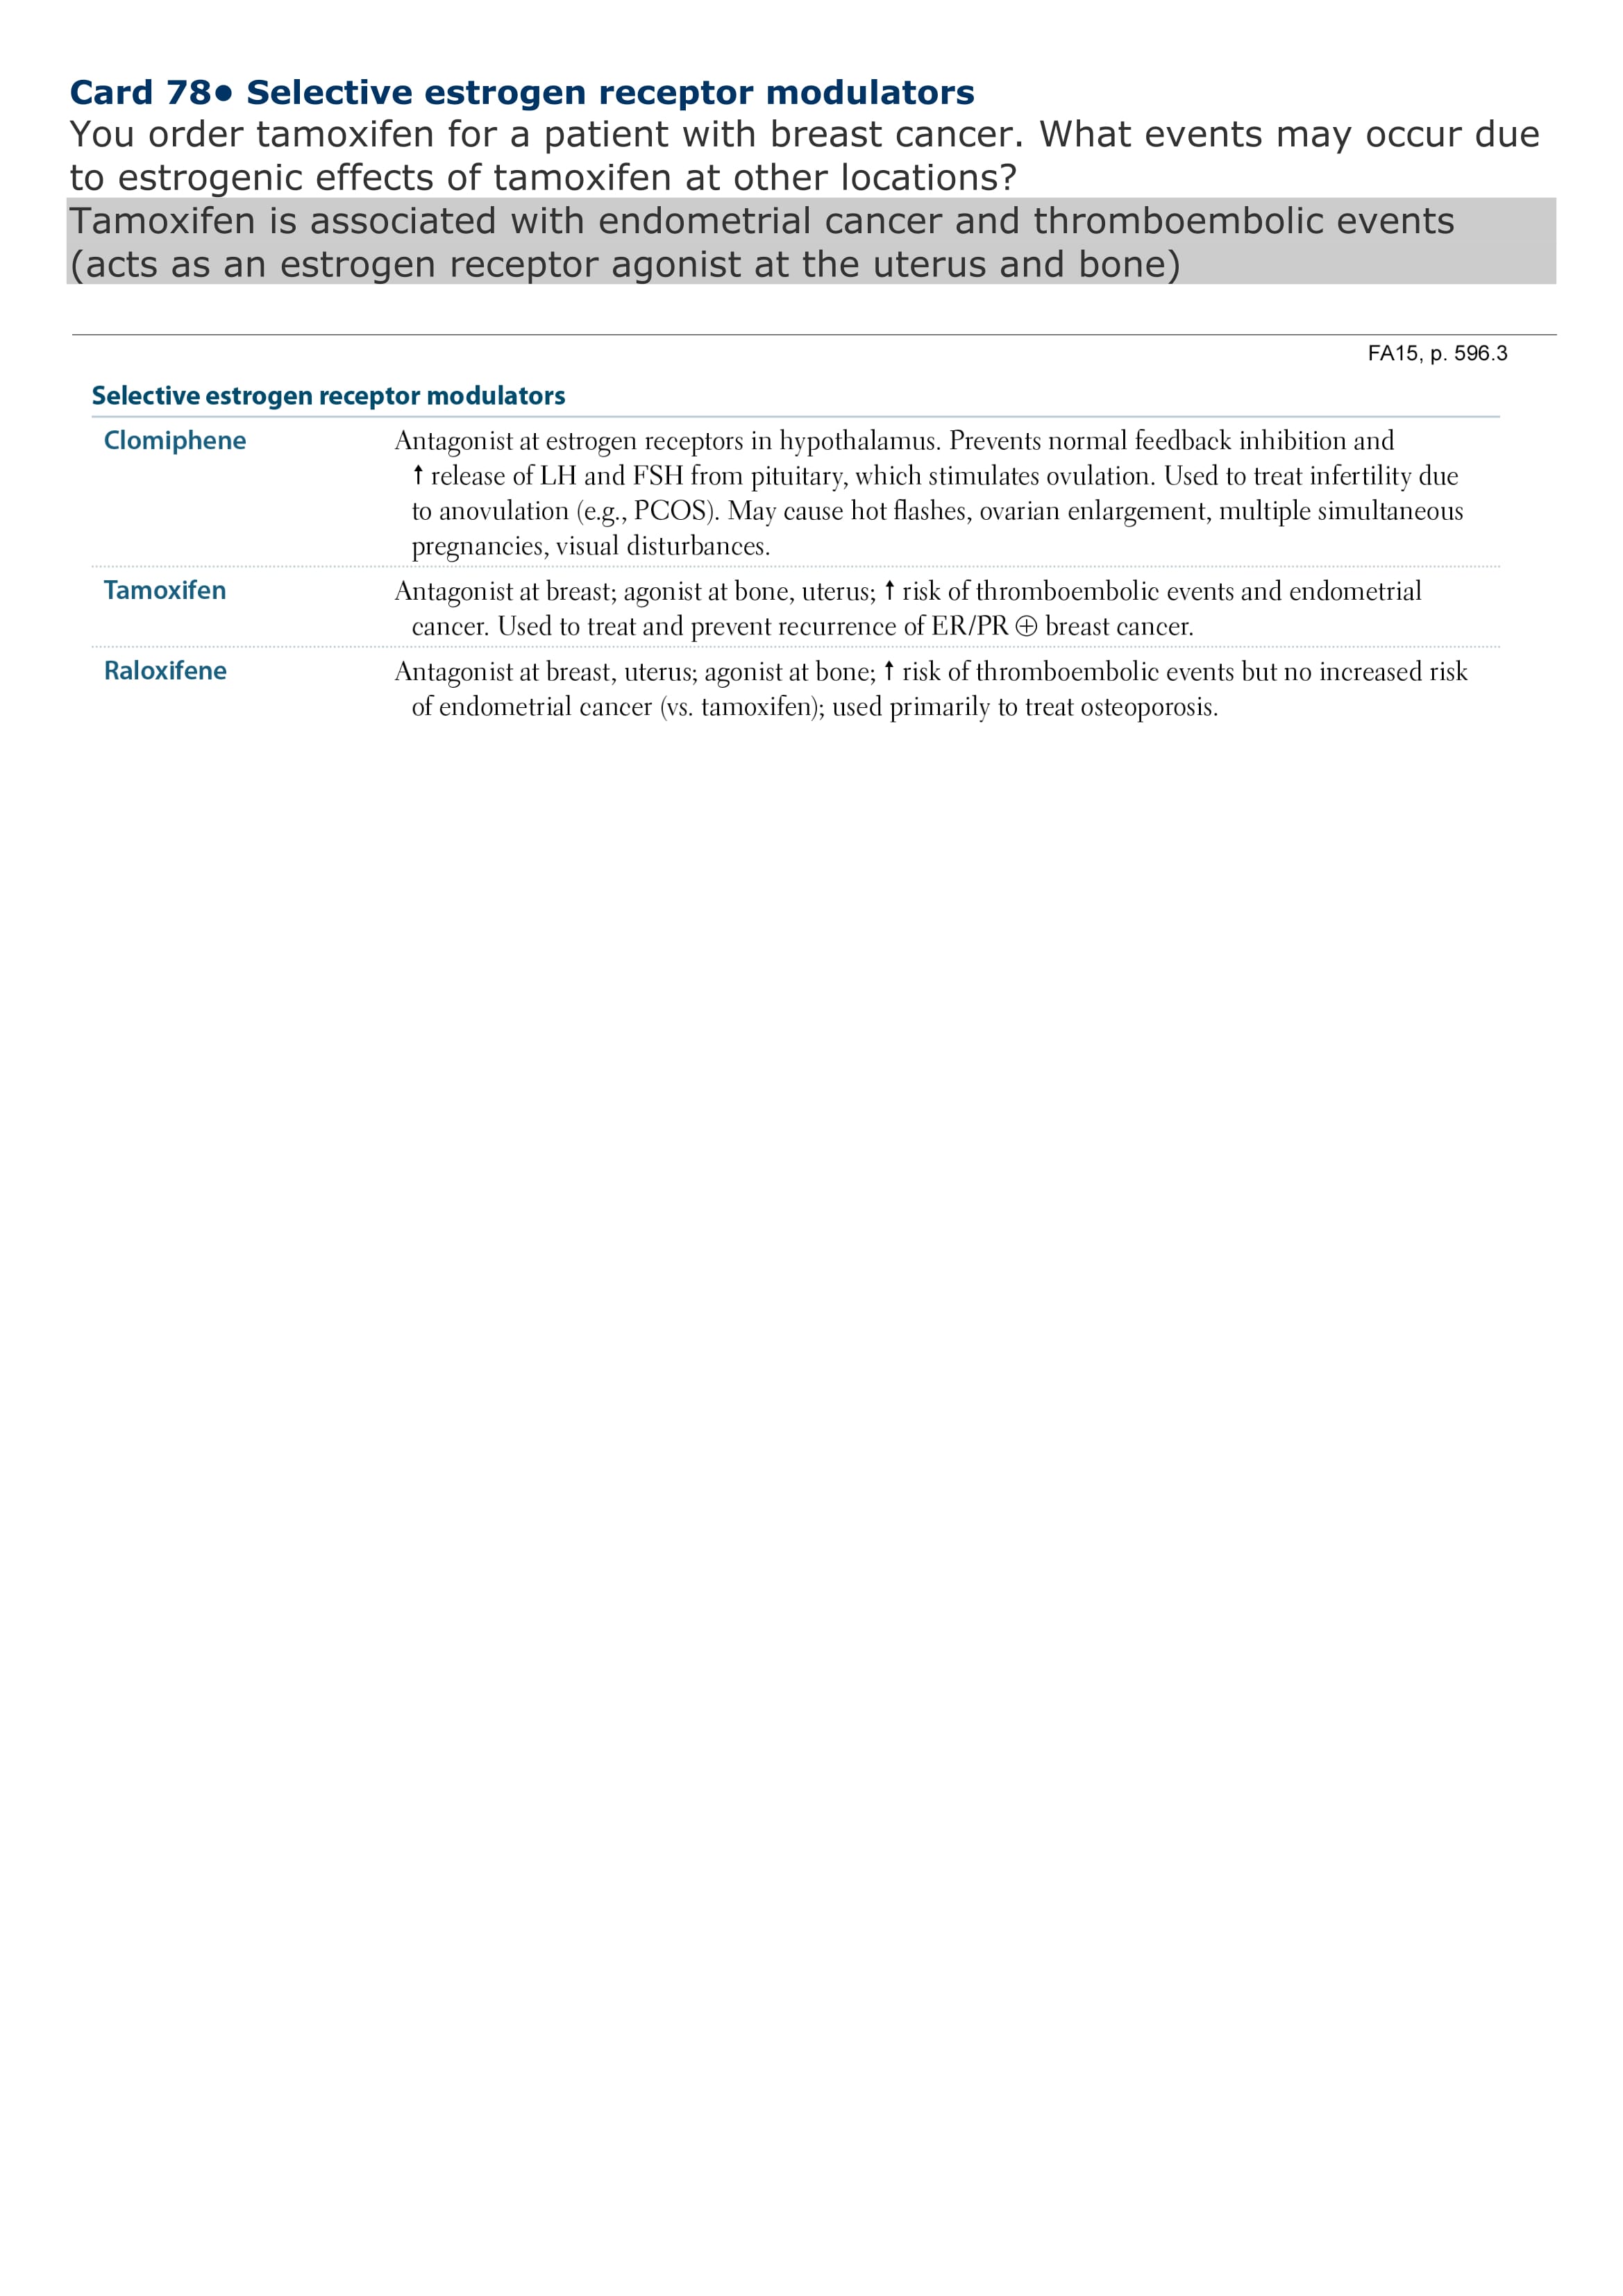 Card 78● Selective estrogen receptor modulators
You order tamoxifen for a patient with breast cancer. What events may occur due
to estrogenic effects of tamoxifen at other locations?
Tamoxifen is associated with endometrial cancer and thromboembolic events
(acts as an estrogen receptor agonist at the uterus and bone)
FA15, p. 596.3
Selective estrogen receptor modulators
Clomiphene Antagonist at estrogen receptors in hypothalamus. Prevents normal feedback inhibition and
↑ release of LH and FSH from pituitary, which stimulates ovulation. Used to treat infertility due
to anovulation (e.g., PCOS). May cause hot flashes, ovarian enlargement, multiple simultaneous
pregnancies, visual disturbances.
Tamoxifen Antagonist at breast; agonist at bone, uterus; ↑ risk of thromboembolic events and endometrial
cancer. Used to treat and prevent recurrence of ER/PR ⊕ breast cancer.
Raloxifene Antagonist at breast, uterus; agonist at bone; ↑ risk of thromboembolic events but no increased risk
of endometrial cancer (vs. tamoxifen); used primarily to treat osteoporosis.